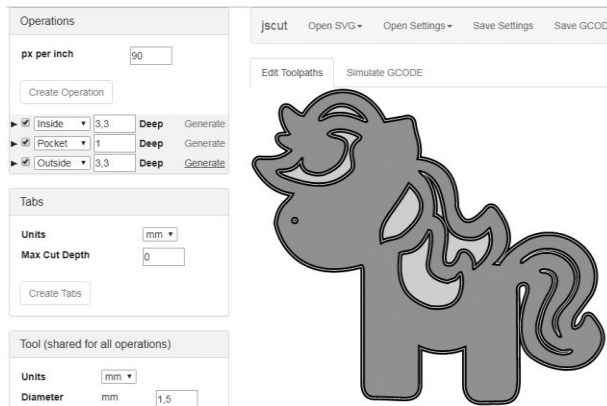 Operations
px per inch 90
Create Operation
Inside 3,3 Deep Generate
Pocket 1 Deep Generate
Outside 3,3 Deep Generate
Tabs
Units mm
Max Cut Depth 0
Create Tabs
Tool (shared for all operations)
Units mm
Diameter mm 1,5
jscut Open SVG Open Settings Save Settings Save GCOD
Edit Toolpaths Simulate GCODE